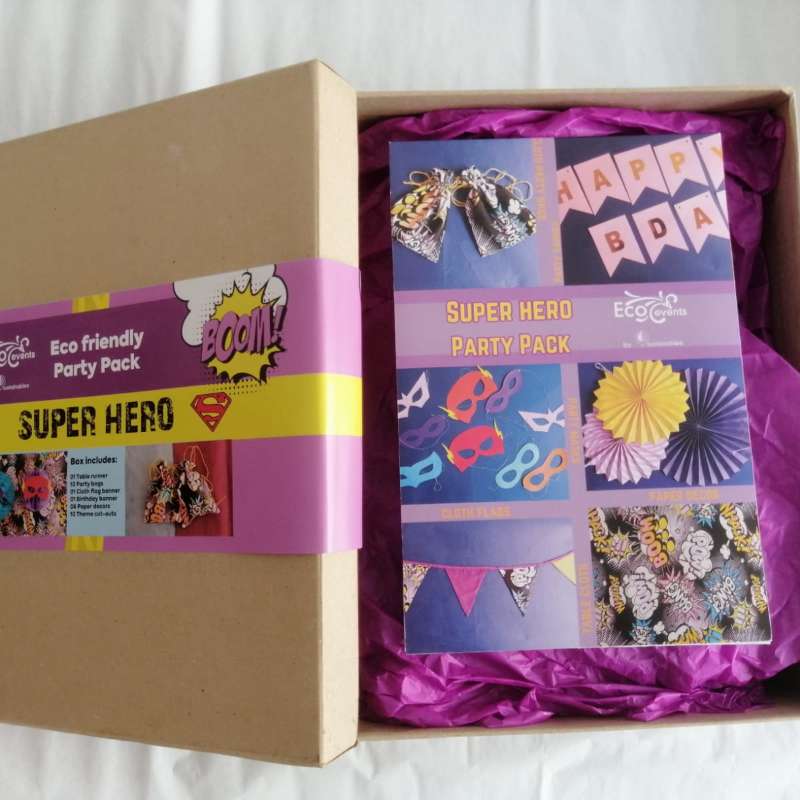 Eco
events
Eco friendly
Party Pack
BOOM!
SUPER HERO
S
Box includes:
01 Table runner
10 Party bags
01 Cloth flag banner
01 Birthday banner
06 Paper decors
10 Theme cut-outs
HAPPY
BDA
SUPER HERO
PARTY PACK
ECO
events
PAPER DECOR
CLOTH FLAGS
TABLE CLOTH
BOOM
POW